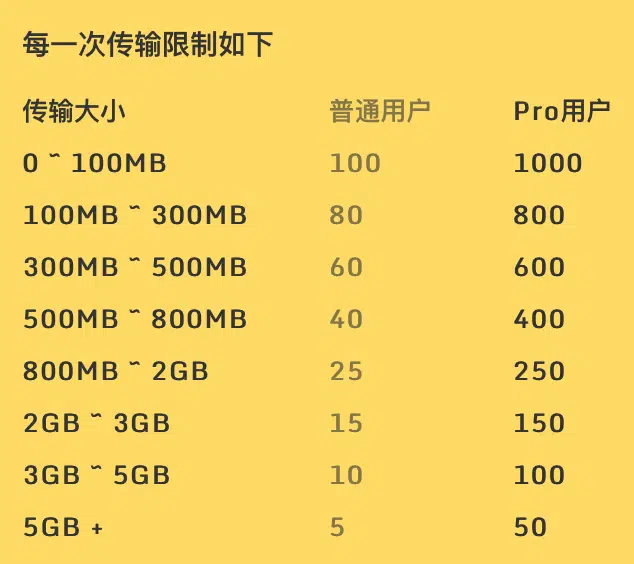 每一次传输限制如下
传输大小 普通用户 Pro用户
0 ~ 100MB 100 1000
100MB ~ 300MB 80 800
300MB ~ 500MB 60 600
500MB ~ 800MB 40 400
800MB ~ 2GB 25 250
2GB ~ 3GB 15 150
3GB ~ 5GB 10 100
5GB + 5 50